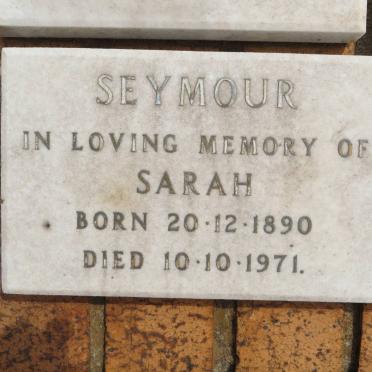 SEYMOUR
IN LOVING MEMORY OF
SARAH
BORN 20·12·1890
DIED 10·10·1971.